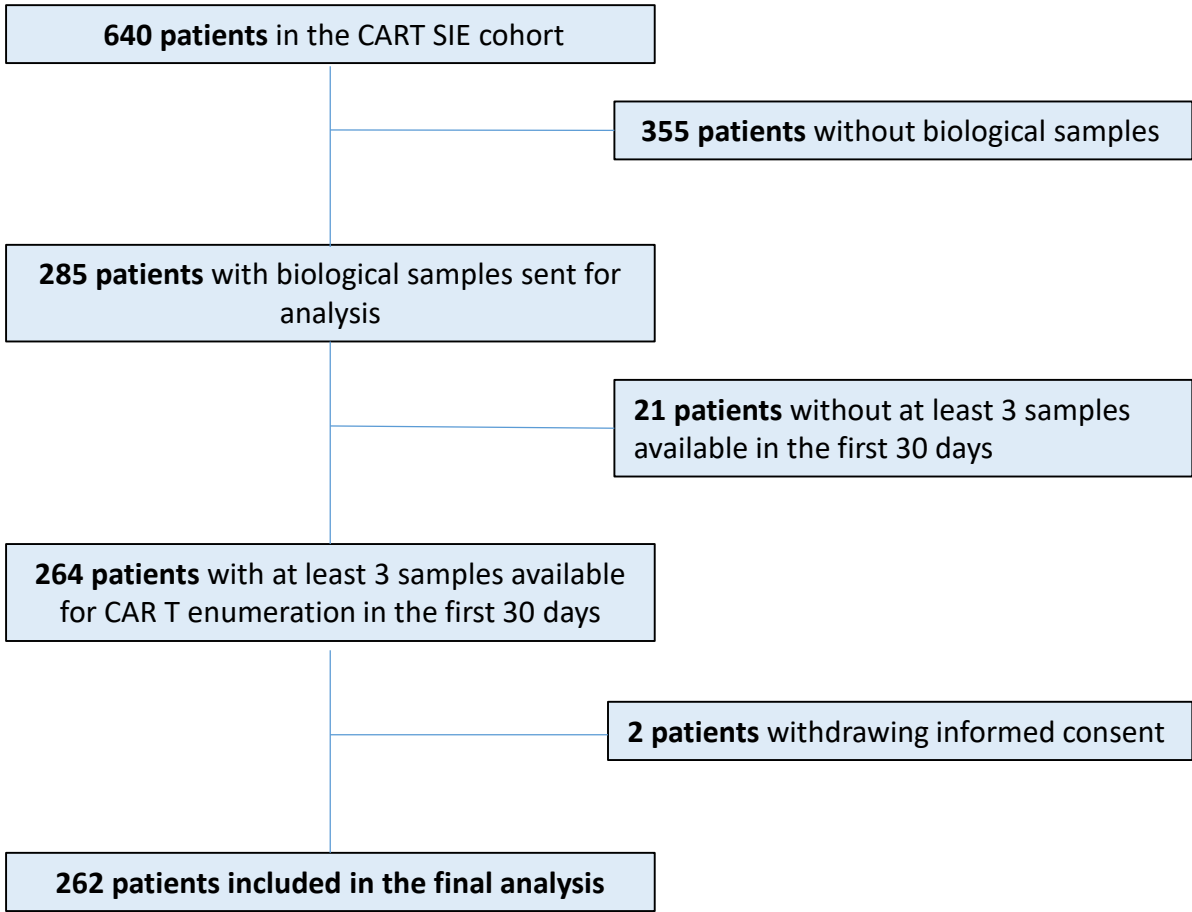 640 patients in the CART SIE cohort
355 patients without biological samples
285 patients with biological samples sent for
analysis
21 patients without at least 3 samples
available in the first 30 days
264 patients with at least 3 samples available
for CAR T enumeration in the first 30 days
2 patients withdrawing informed consent
262 patients included in the final analysis